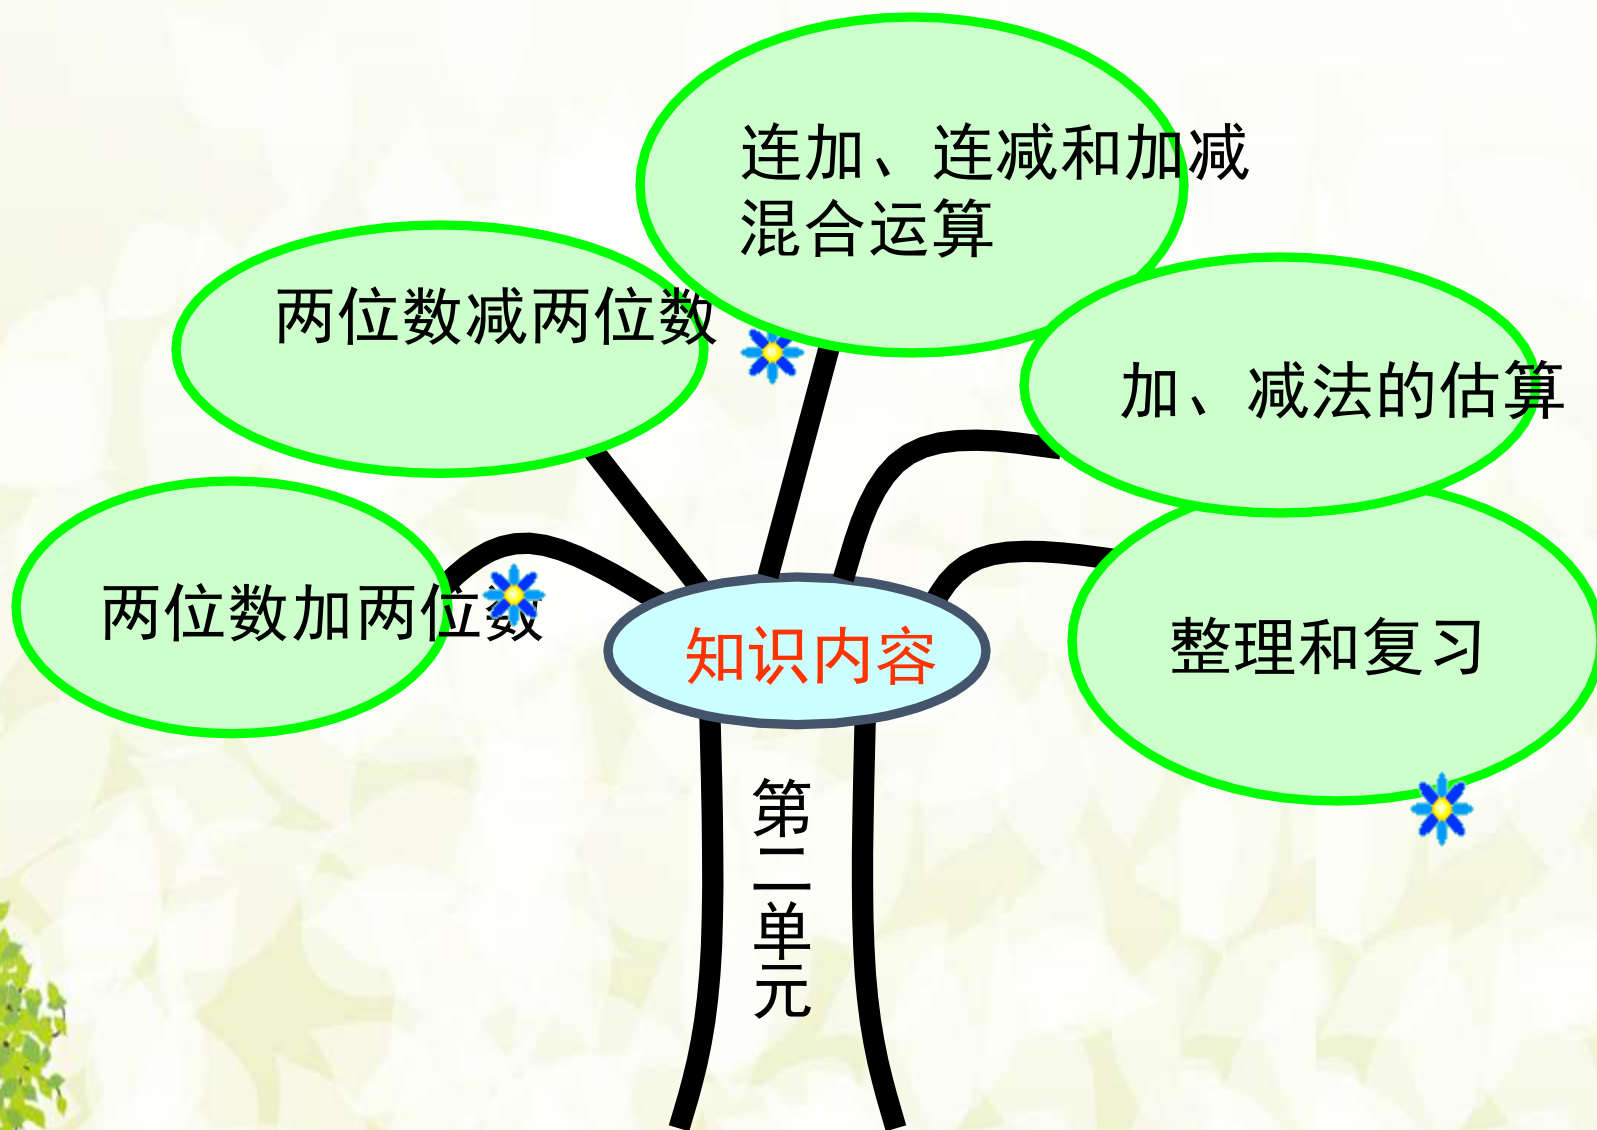 连加、连减和加减
混合运算
两位数减两位数
加、减法的估算
两位数加两位数
整理和复习
知识内容
第二单元